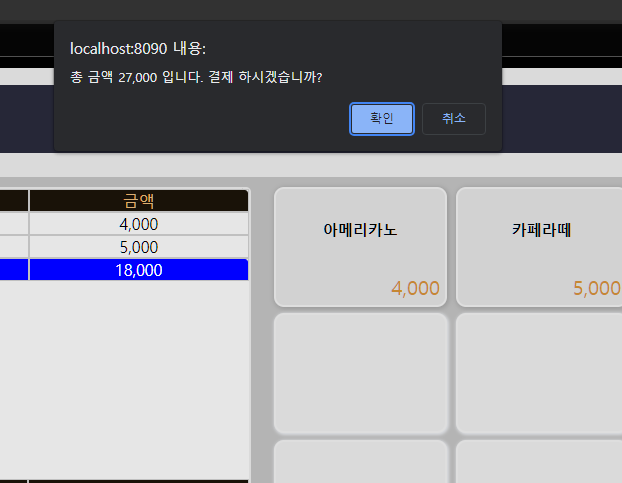 localhost:8090 내용:
총 금액 27,000 입니다. 결제 하시겠습니까?
확인 취소
금액
4,000
5,000
18,000
아메리카노 카페라떼
4,000 5,000